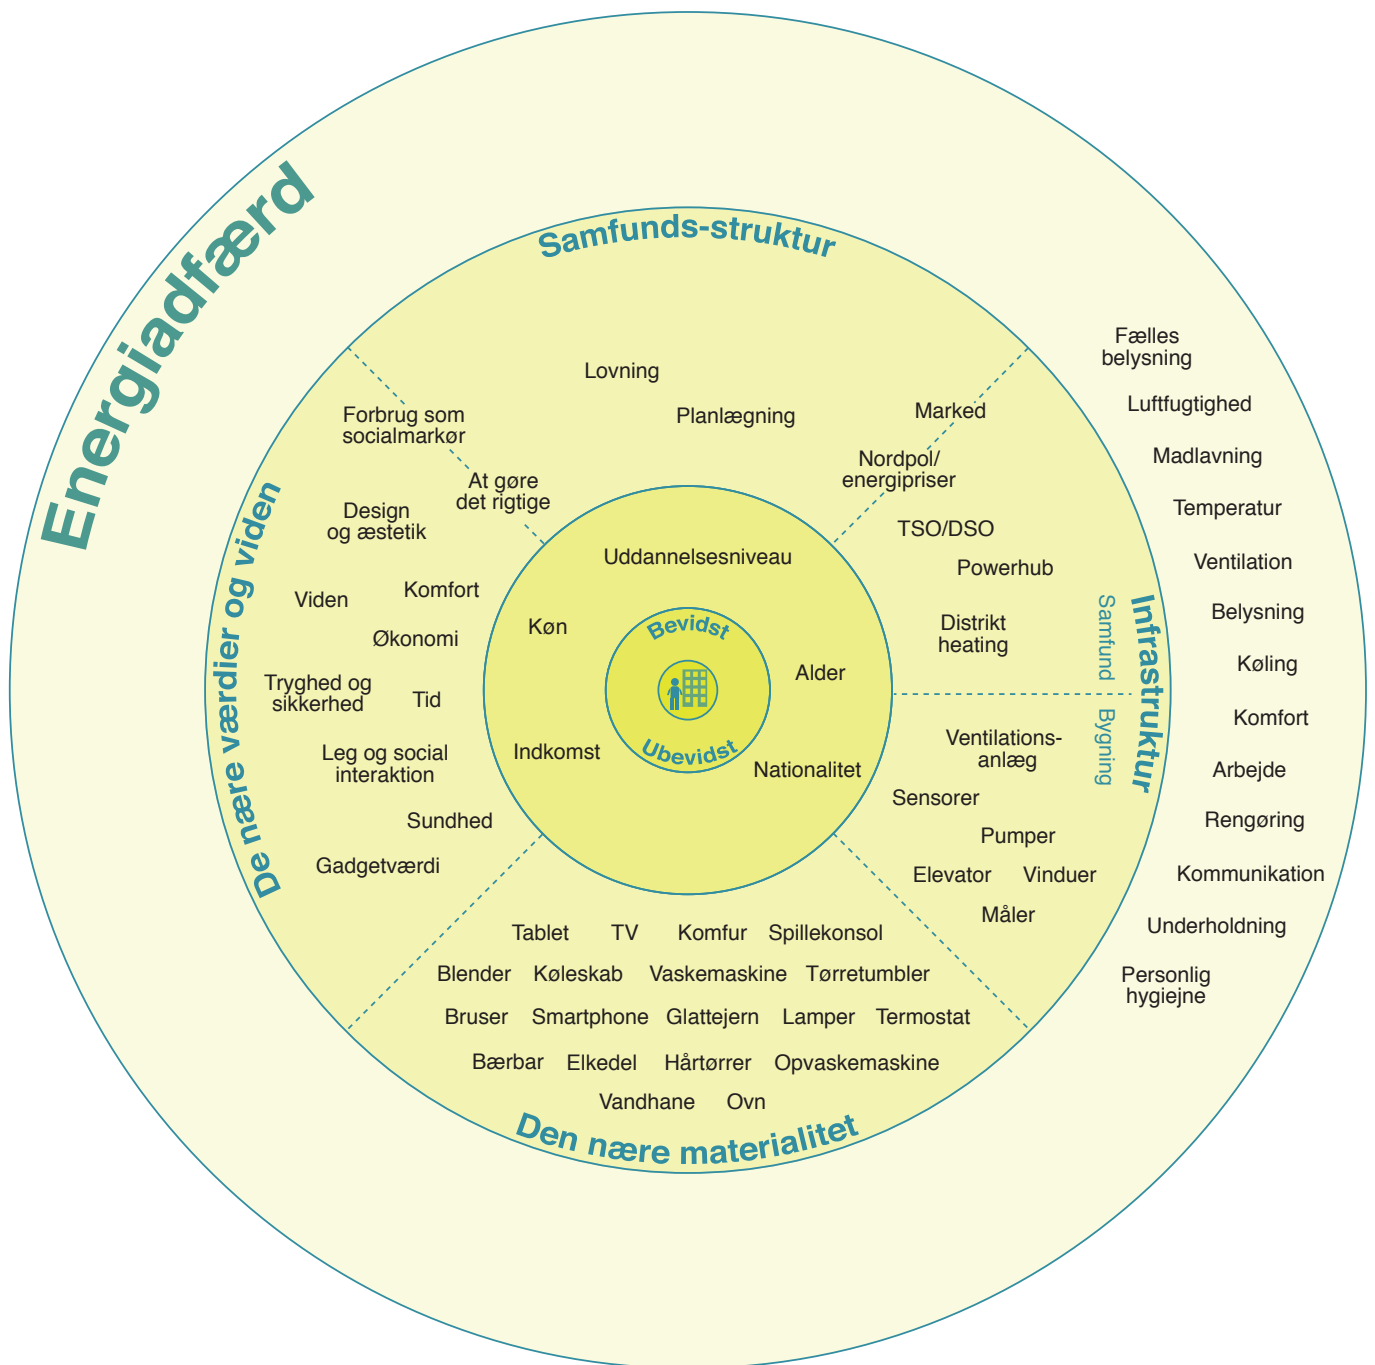 Energiadfærd
Samfunds-struktur
Lovning
Planlægning
Marked
Nordpol/
energipriser
Forbrug som
socialmarkør
At gøre
det rigtige
De nære værdier og viden
Design
og æstetik
Viden
Komfort
Økonomi
Tryghed og
sikkerhed
Tid
Leg og social
interaktion
Sundhed
Gadgetværdi
Uddannelsesniveau
Køn
Alder
Indkomst
Nationalitet
Bevidst
Ubevidst
Infrastruktur
Samfund
TSO/DSO
Powerhub
Distrikt
heating
Bygning
Ventilations-
anlæg
Sensorer
Pumper
Elevator Vinduer
Måler
Tablet TV Komfur Spillekonsol
Blender Køleskab Vaskemaskine Tørretumbler
Bruser Smartphone Glattejern Lamper Termostat
Bærbar Elkedel Hårtørrer Opvaskemaskine
Vandhane Ovn
Den nære materialitet
Fælles
belysning
Luftfugtighed
Madlavning
Temperatur
Ventilation
Belysning
Køling
Komfort
Arbejde
Rengøring
Kommunikation
Underholdning
Personlig
hygiejne